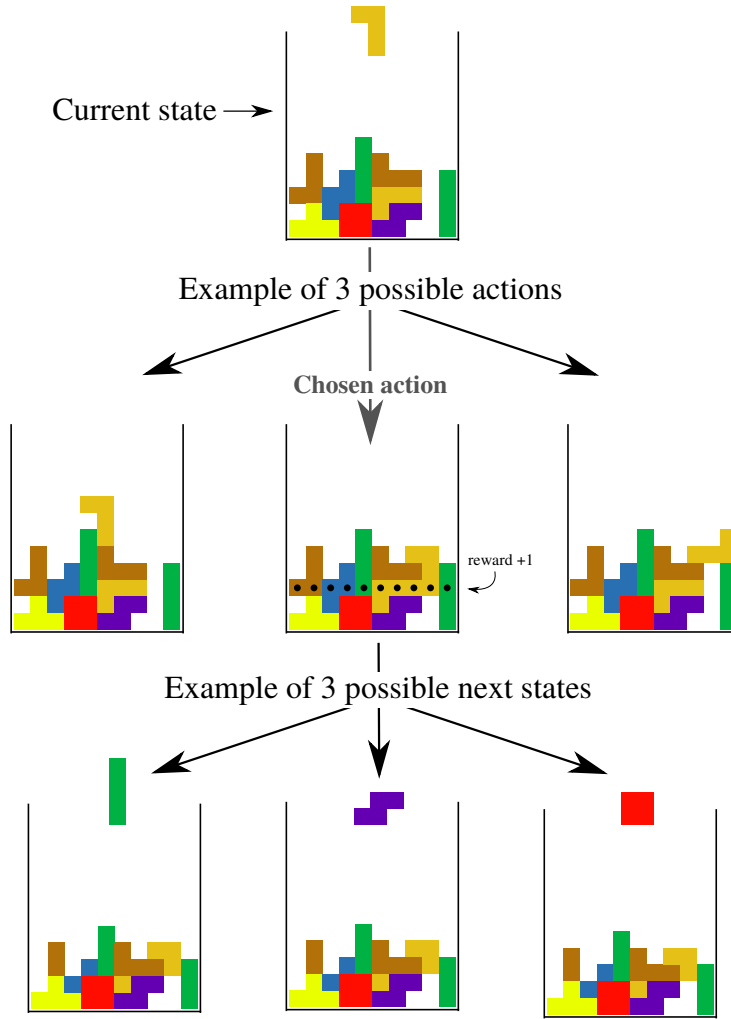 Current state
Example of 3 possible actions
Chosen action
reward +1
Example of 3 possible next states